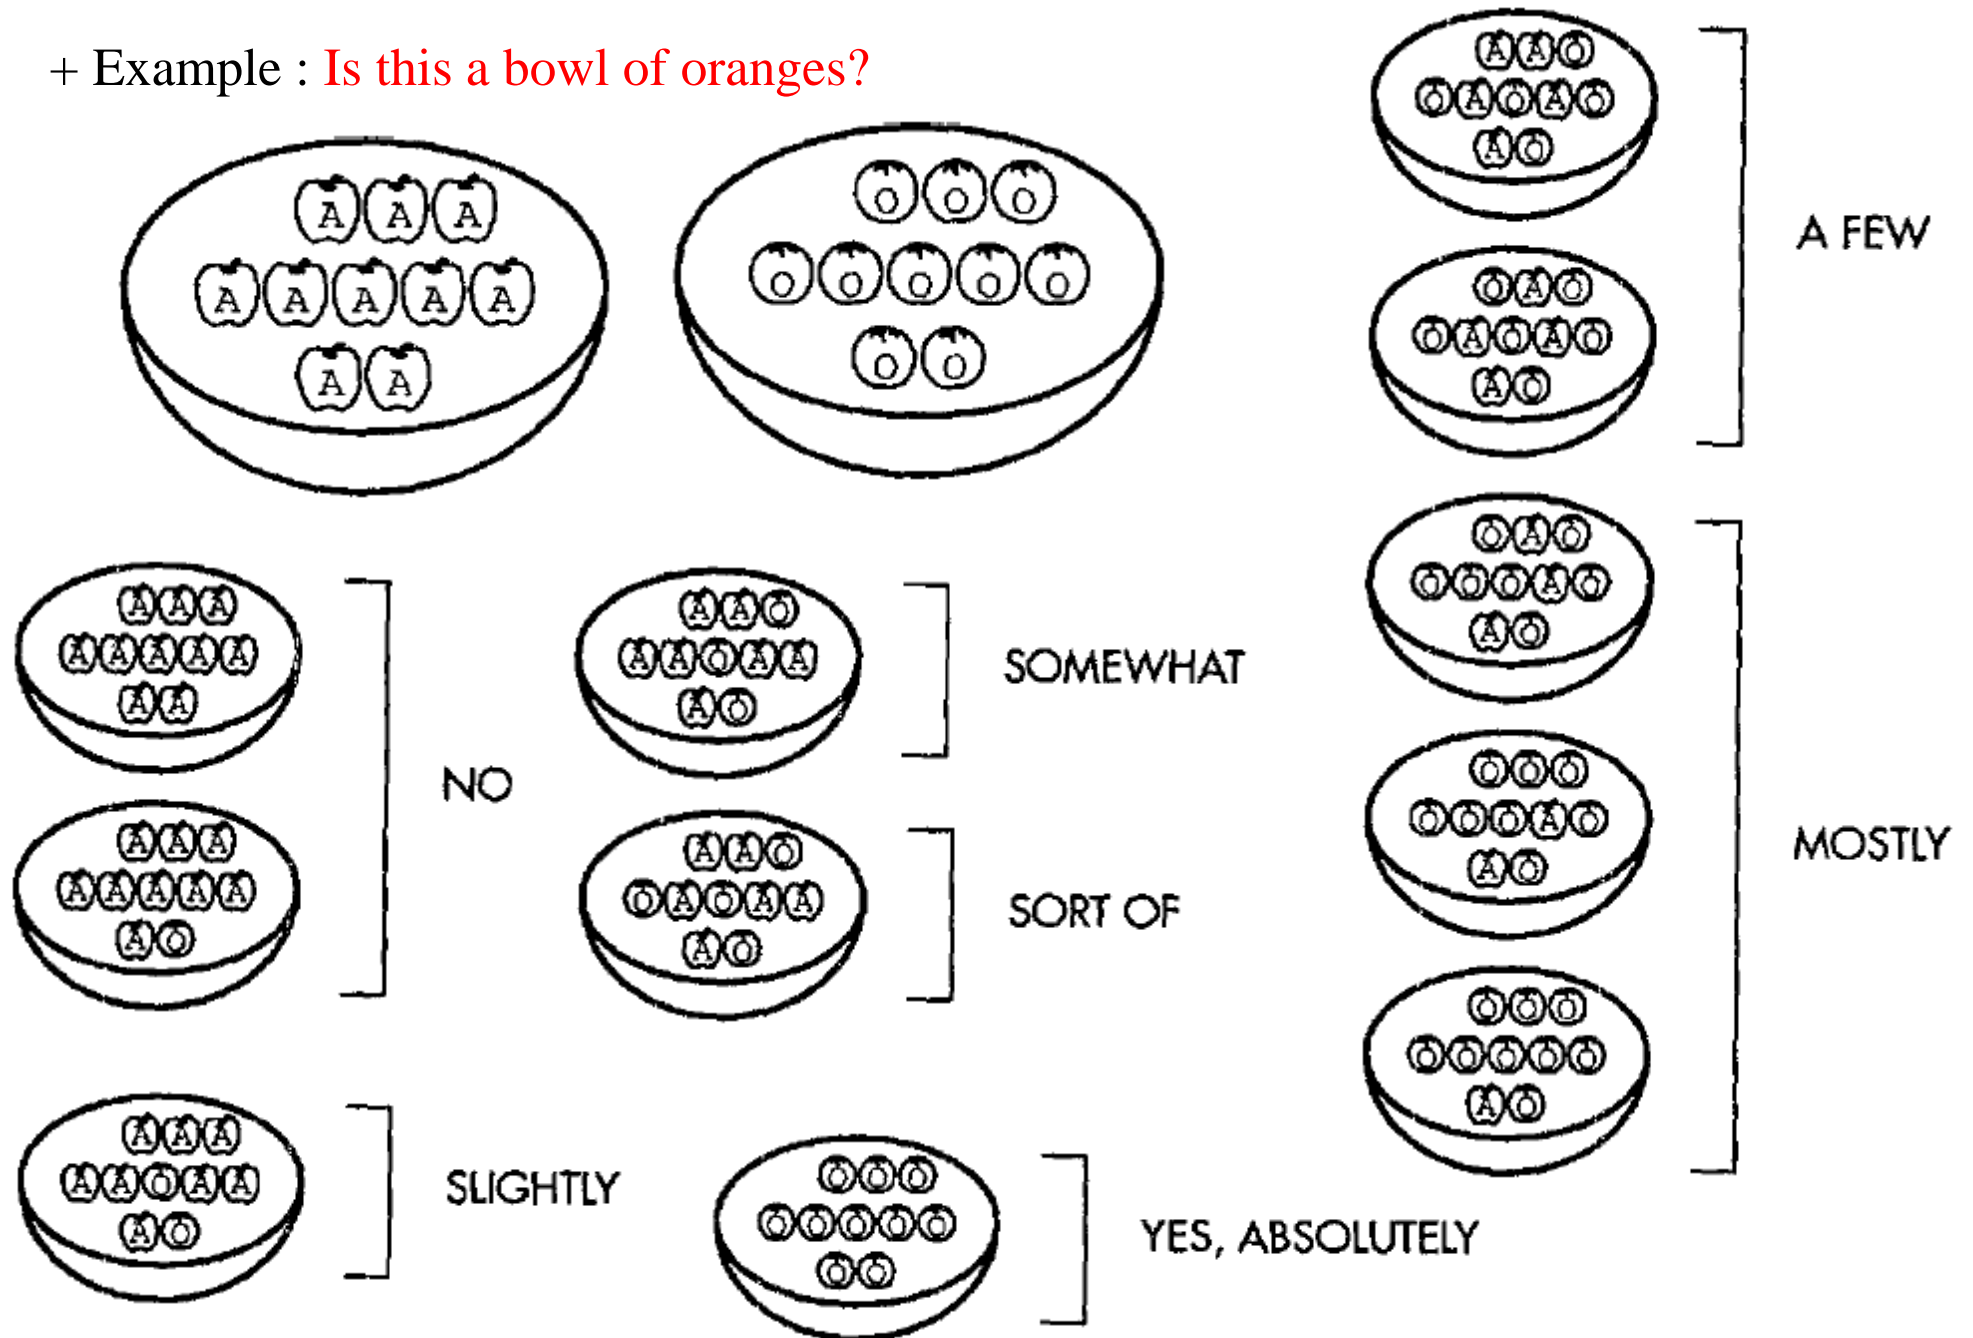 + Example : Is this a bowl of oranges?
A A A
A A A A A
A A
O O O
O O O O O
O O
A A O
O A O A O
A O
O A O
O A O A O
A O
A FEW
A A A
A A A A A
A A
A A A
A A A A A
A O
NO
A A O
A A O A A
A O
SOMEWHAT
A A O
O A O A A
A O
SORT OF
O A O
O O O A O
A O
O O O
O O O A O
A O
O O O
O O O O O
A O
MOSTLY
A A A
A A O A A
A O
SLIGHTLY
O O O
O O O O O
O O
YES, ABSOLUTELY